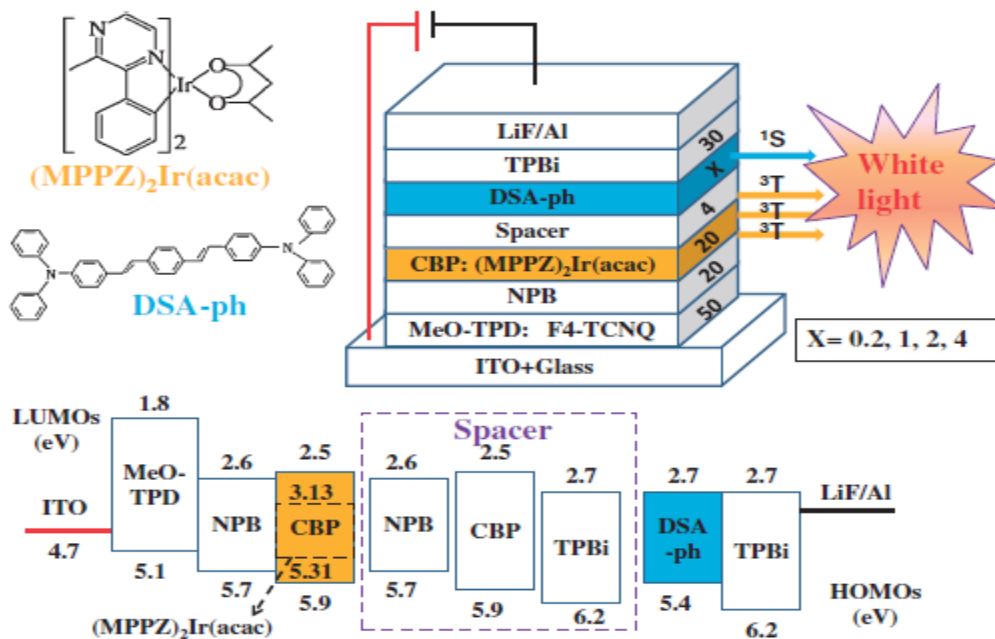 N
N
Ir
O
O
2
(MPPZ)₂Ir(acac)
N
N
DSA-ph
LiF/Al
TPBi
DSA-ph
Spacer
CBP: (MPPZ)₂Ir(acac)
NPB
MeO-TPD: F4-TCNQ
ITO+Glass
30
X
4
20
20
50
¹S
³T
³T
³T
White
light
X= 0.2, 1, 2, 4
LUMOs
(eV)
ITO
4.7
1.8
MeO-
TPD
5.1
2.6
NPB
5.7
2.5
3.13
CBP
5.31
5.9
(MPPZ)₂Ir(acac)
Spacer
2.6
NPB
5.7
2.5
CBP
5.9
2.7
TPBi
6.2
2.7
DSA
-ph
5.4
2.7
TPBi
6.2
LiF/Al
HOMOs
(eV)